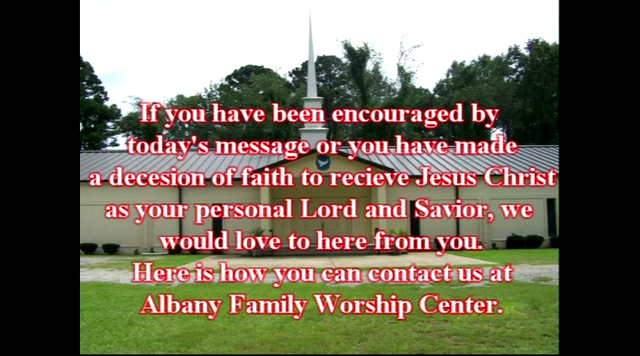 If you have been encouraged by
today's message or you have made
a decesion of faith to recieve Jesus Christ
as your personal Lord and Savior, we
would love to here from you.
Here is how you can contact us at
Albany Family Worship Center.